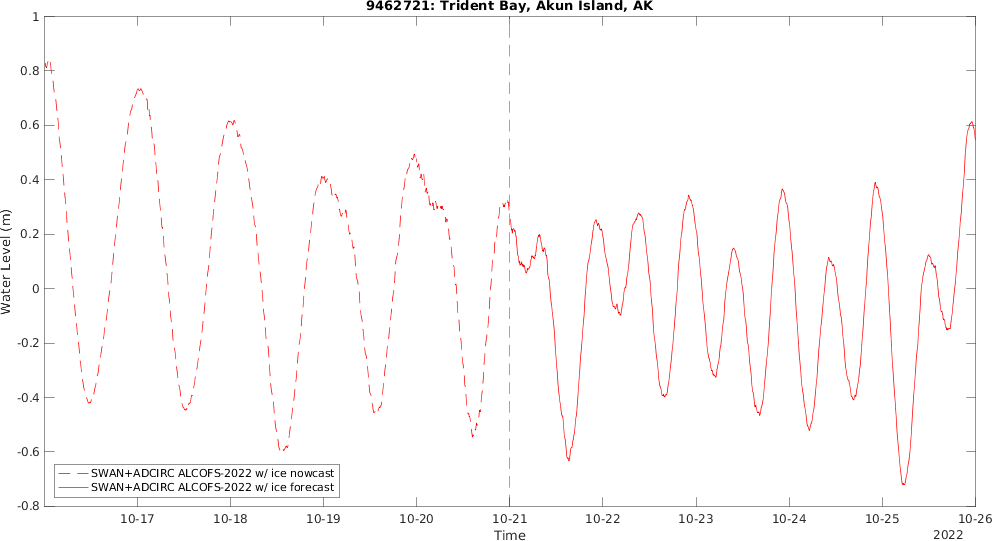 9462721: Trident Bay, Akun Island, AK
Water Level (m)
1
0.8
0.6
0.4
0.2
0
-0.2
-0.4
-0.6
-0.8
SWAN+ADCIRC ALCOFS-2022 w/ ice nowcast
SWAN+ADCIRC ALCOFS-2022 w/ ice forecast
10-17 10-18 10-19 10-20 10-21 10-22 10-23 10-24 10-25 10-26
Time
2022